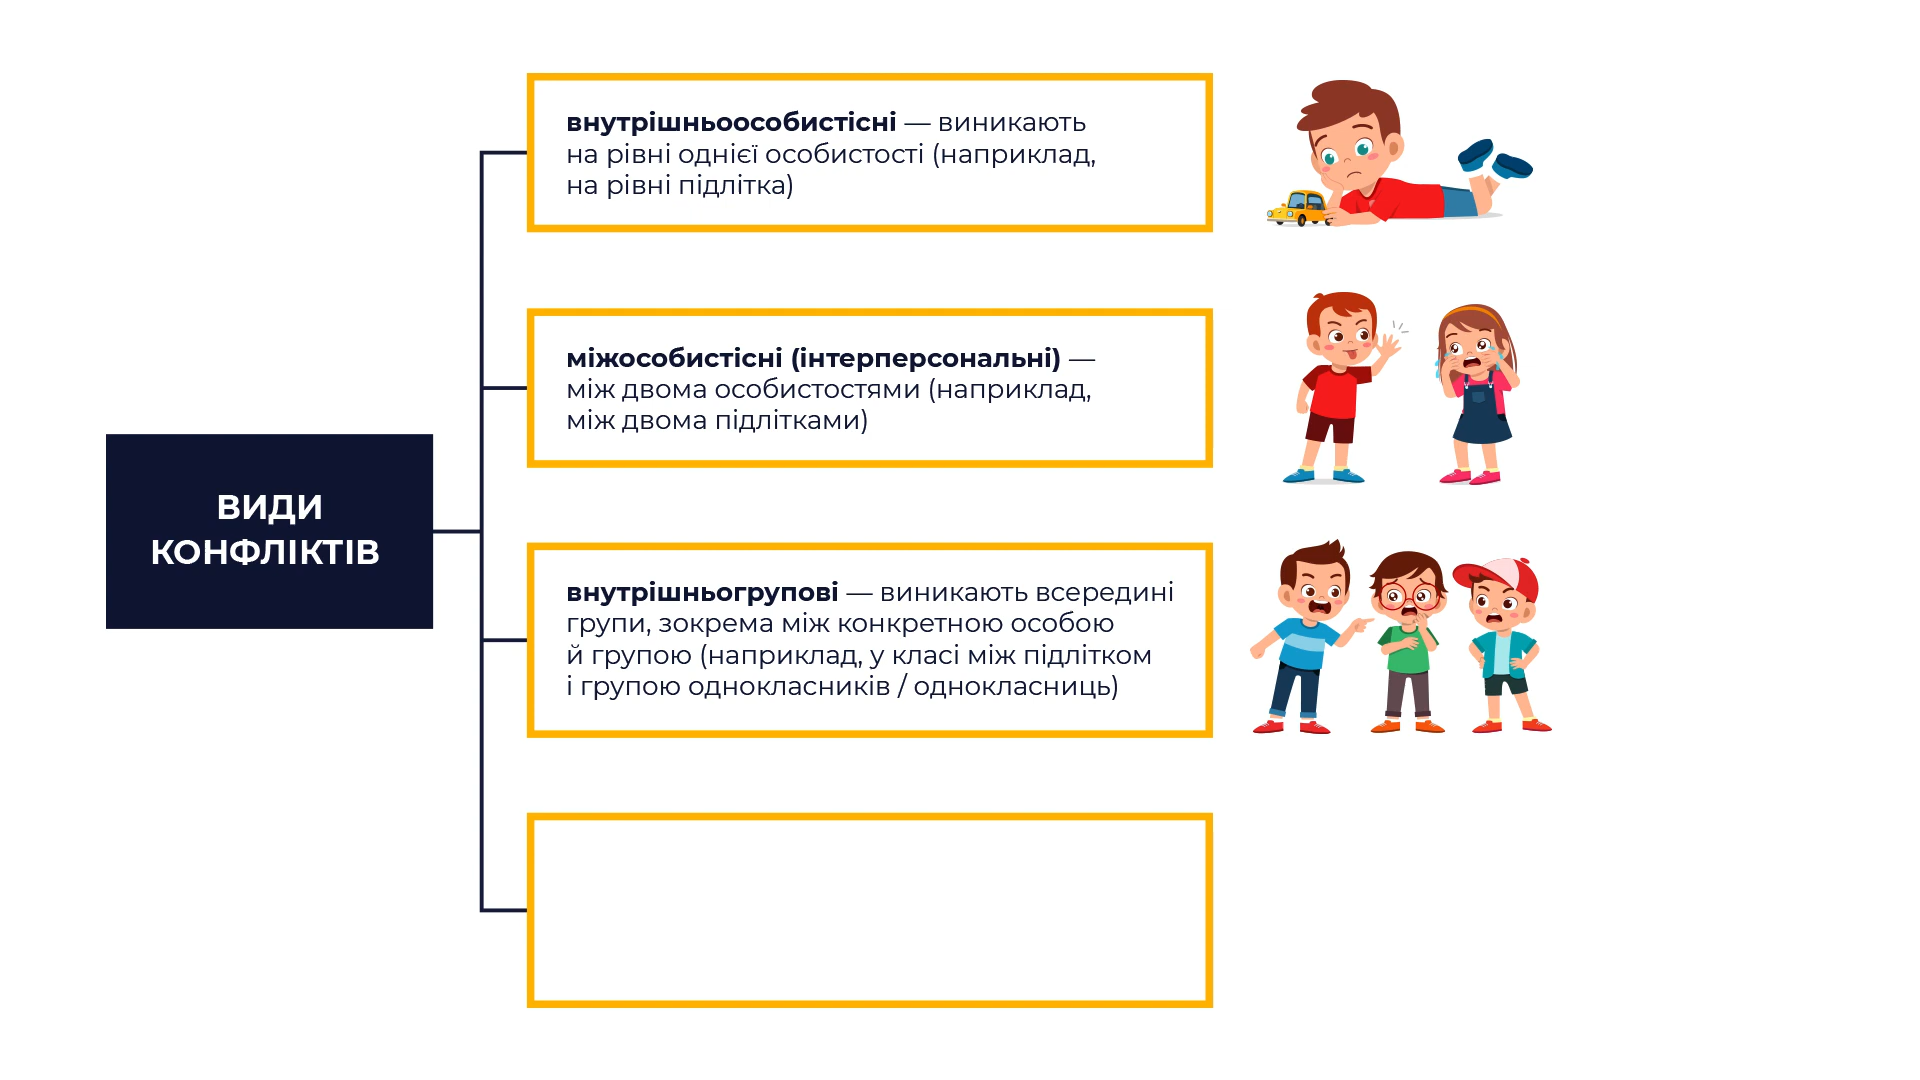 ВИДИ
КОНФЛІКТІВ
внутрішньоособистісні — виникають
на рівні однієї особистості (наприклад,
на рівні підлітка)
міжособистісні (інтерперсональні) —
між двома особистостями (наприклад,
між двома підлітками)
внутрішньогрупові — виникають всередині
групи, зокрема між конкретною особою
й групою (наприклад, у класі між підлітком
і групою однокласників / однокласниць)